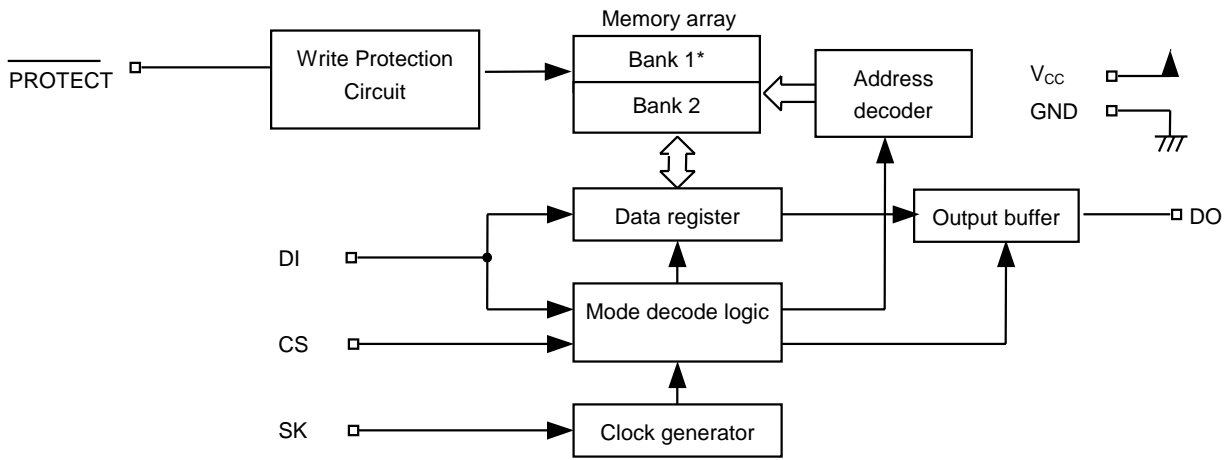 Memory array
PROTECT
Write Protection
Circuit
Bank 1*
Bank 2
Address
decoder
VCC
GND
Data register
Output buffer
DO
DI
Mode decode logic
CS
SK
Clock generator